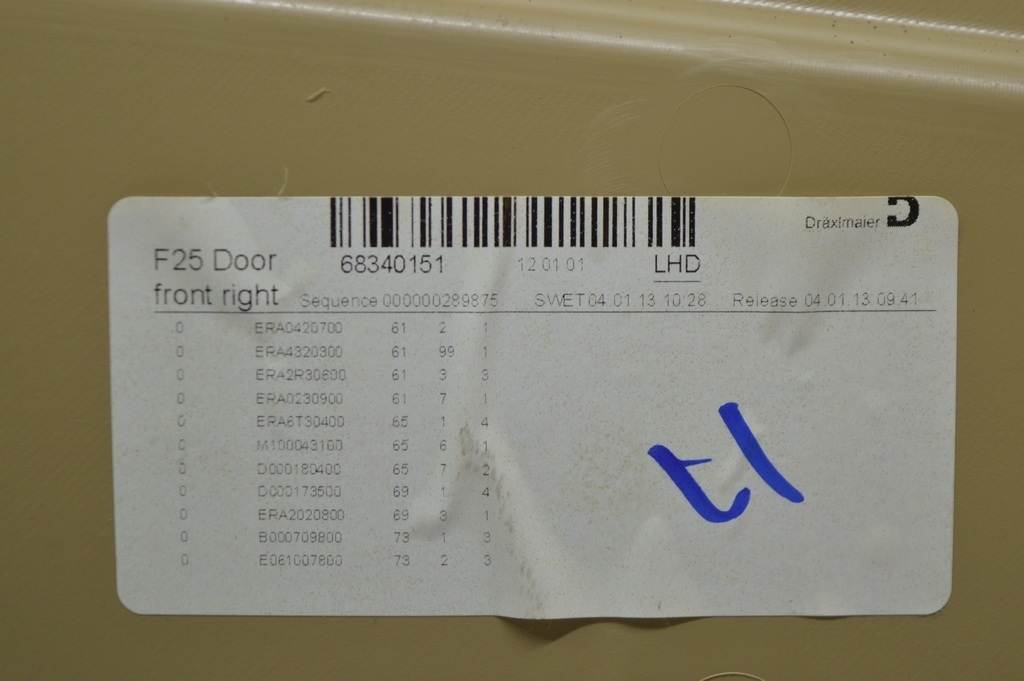 Dräxlmaier D
F25 Door 68340151 12 01 01 LHD
front right Sequence 000000289875 SWET 04.01.13 10:28 Release 04.01.13 09:41
0 ERA0420700 61 2 1
0 ERA4320300 61 99 1
0 ERA2R30600 61 3 3
0 ERA0230900 61 7 1
0 ERA6T30400 65 1 4
0 M100043100 65 6 1
0 D000180400 65 7 2
0 D000173500 69 1 4
0 ERA2020800 69 3 1
0 B000709800 73 1 3
0 E061007800 73 2 3